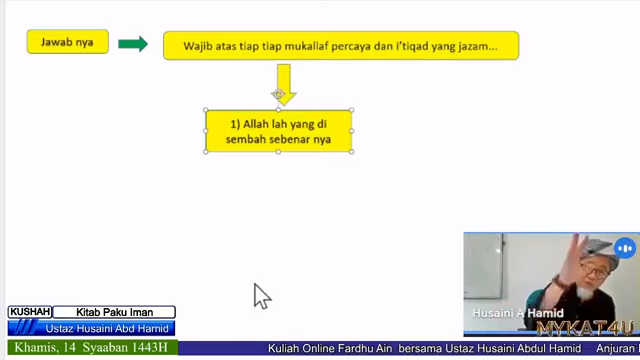 Jawab nya
Wajib atas tiap tiap mukallaf percaya dan i'tiqad yang jazam...
1) Allah lah yang di
sembah sebenar nya
Husaini A Hamid
MYKAT4U
KUSHAH
Kitab Paku Iman
Ustaz Husaini Abd Hamid
Khamis, 14 Syaaban 1443H
Kuliah Online Fardhu Ain bersama Ustaz Husaini Abdul Hamid Anjuran